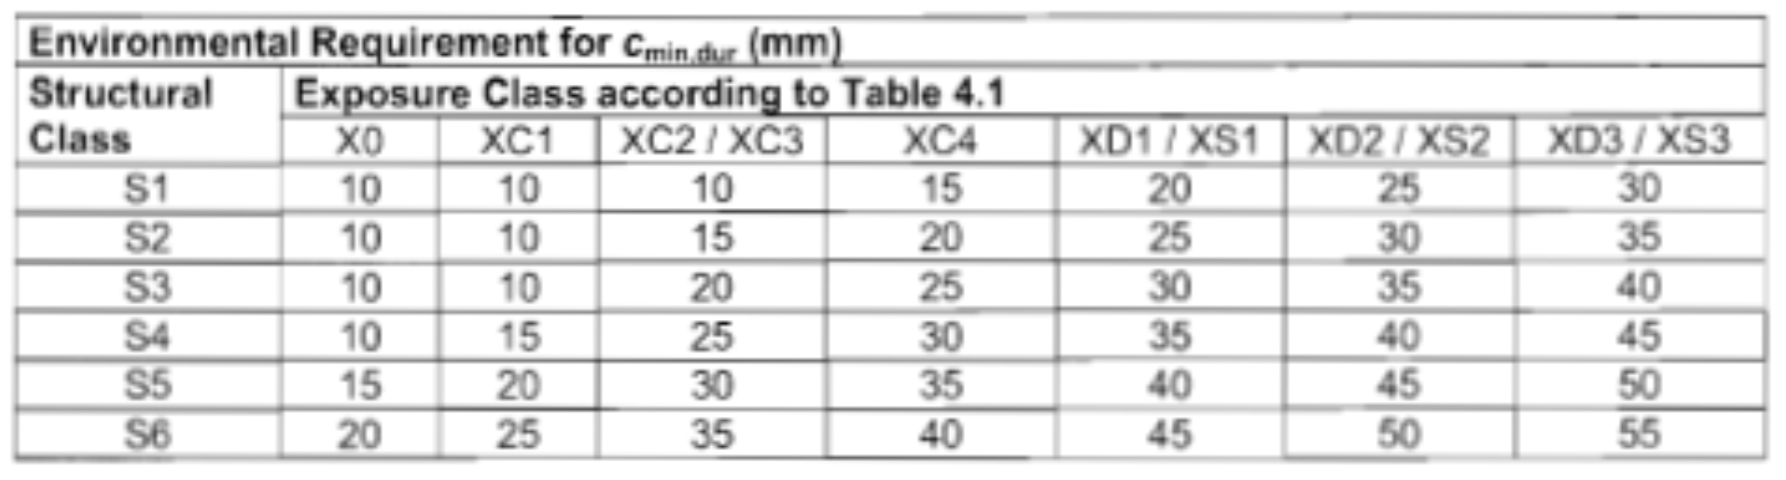 Environmental Requirement for cmin,dur (mm)
Structural Class Exposure Class according to Table 4.1
X0 XC1 XC2 / XC3 XC4 XD1 / XS1 XD2 / XS2 XD3 / XS3
S1 10 10 10 15 20 25 30
S2 10 10 15 20 25 30 35
S3 10 10 20 25 30 35 40
S4 10 15 25 30 35 40 45
S5 15 20 30 35 40 45 50
S6 20 25 35 40 45 50 55